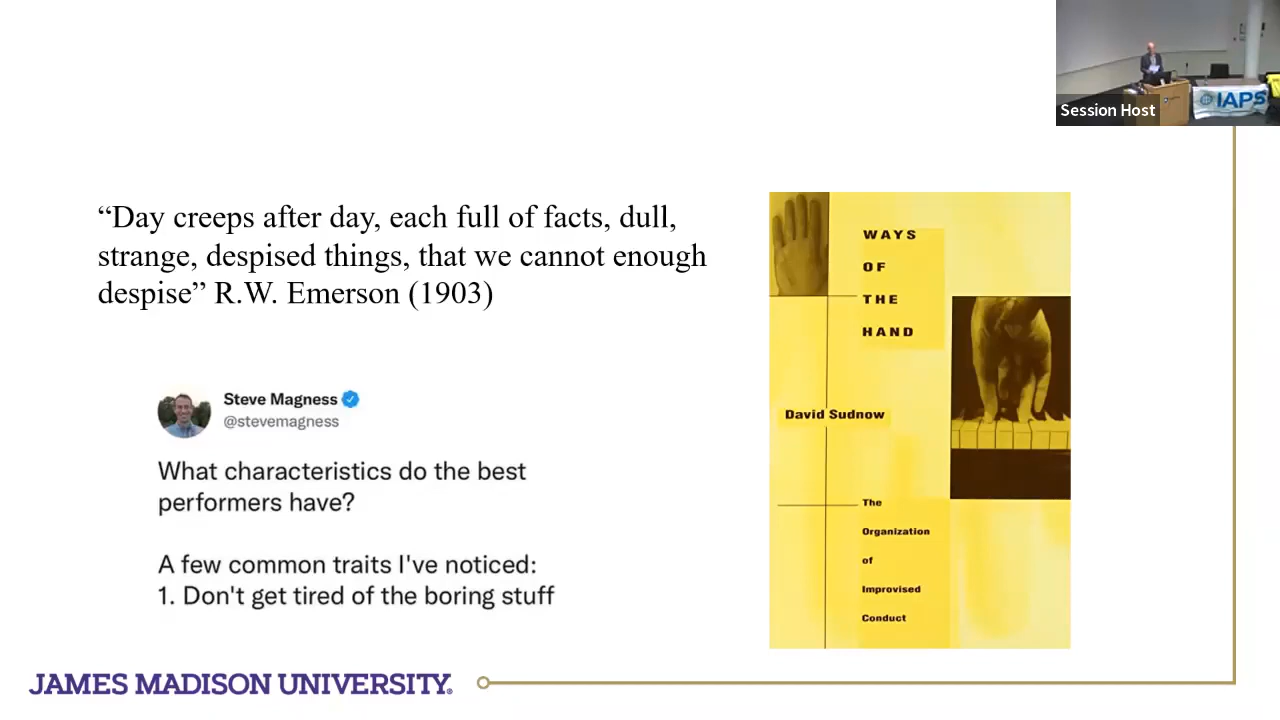 Session Host
IAPS
“Day creeps after day, each full of facts, dull,
strange, despised things, that we cannot enough
despise” R.W. Emerson (1903)
Steve Magness
@stevemagness
What characteristics do the best
performers have?
A few common traits I've noticed:
1. Don't get tired of the boring stuff
WAYS
OF
THE
HAND
David Sudnow
The
Organization
of
Improvised
Conduct
JAMES MADISON UNIVERSITY.